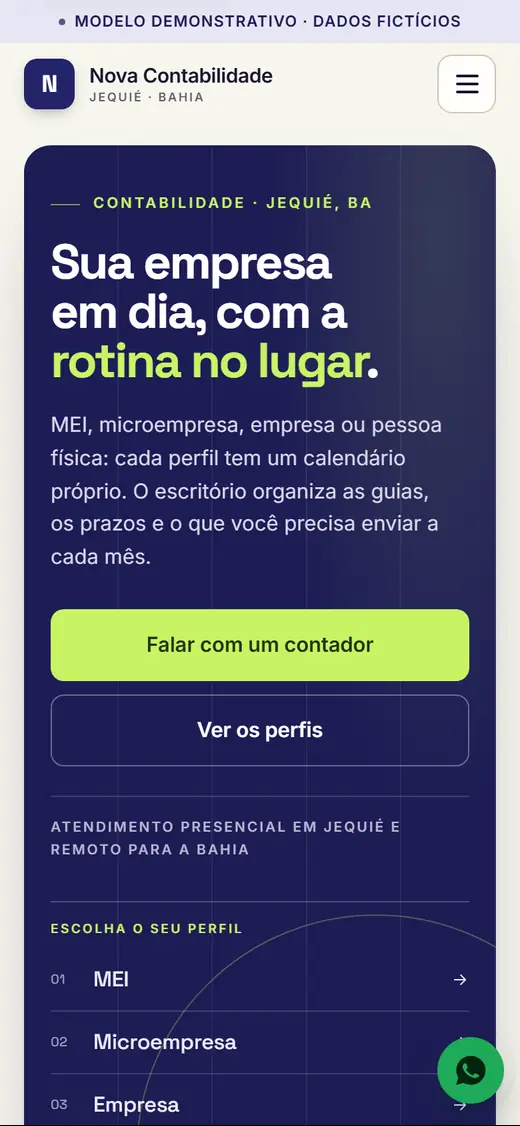 MODELO DEMONSTRATIVO · DADOS FICTÍCIOS
N
Nova Contabilidade
JEQUIÉ · BAHIA
CONTABILIDADE · JEQUIÉ, BA
Sua empresa
em dia, com a
rotina no lugar.
MEI, microempresa, empresa ou pessoa
física: cada perfil tem um calendário
próprio. O escritório organiza as guias,
os prazos e o que você precisa enviar a
cada mês.
Falar com um contador
Ver os perfis
ATENDIMENTO PRESENCIAL EM JEQUIÉ E
REMOTO PARA A BAHIA
ESCOLHA O SEU PERFIL
01 MEI →
02 Microempresa
03 Empresa →